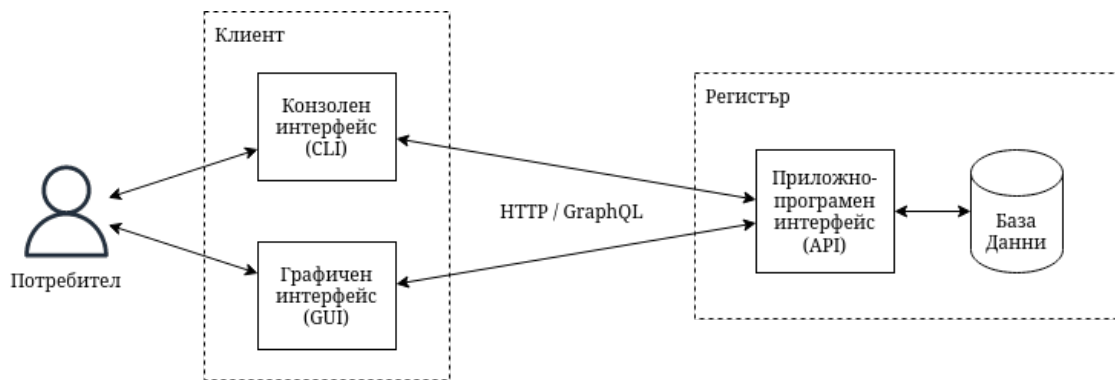 Клиент
Конзолен
интерфейс
(CLI)
Регистър
Приложно-
програмен
интерфейс
(API)
База
Данни
HTTP / GraphQL
Потребител
Графичен
интерфейс
(GUI)